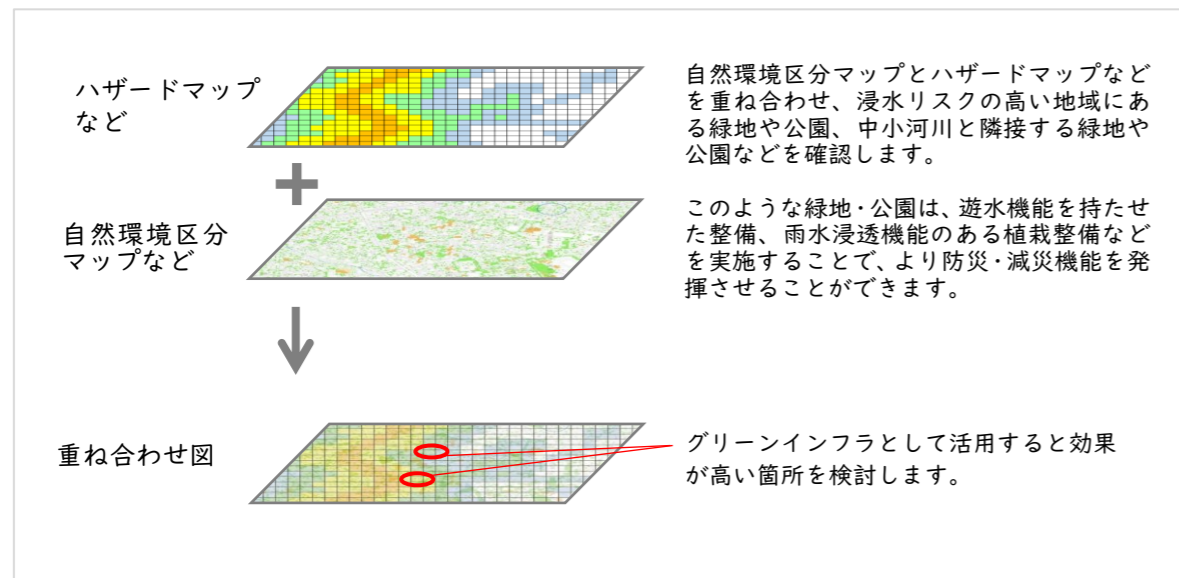 ハザードマップ
など
自然環境区分マップとハザードマップなど
を重ね合わせ、浸水リスクの高い地域にあ
る緑地や公園、中小河川と隣接する緑地や
公園などを確認します。
自然環境区分
マップなど
このような緑地・公園は、遊水機能を持たせ
た整備、雨水浸透機能のある植栽整備など
を実施することで、より防災・減災機能を発
揮させることができます。
重ね合わせ図
グリーンインフラとして活用すると効果
が高い箇所を検討します。